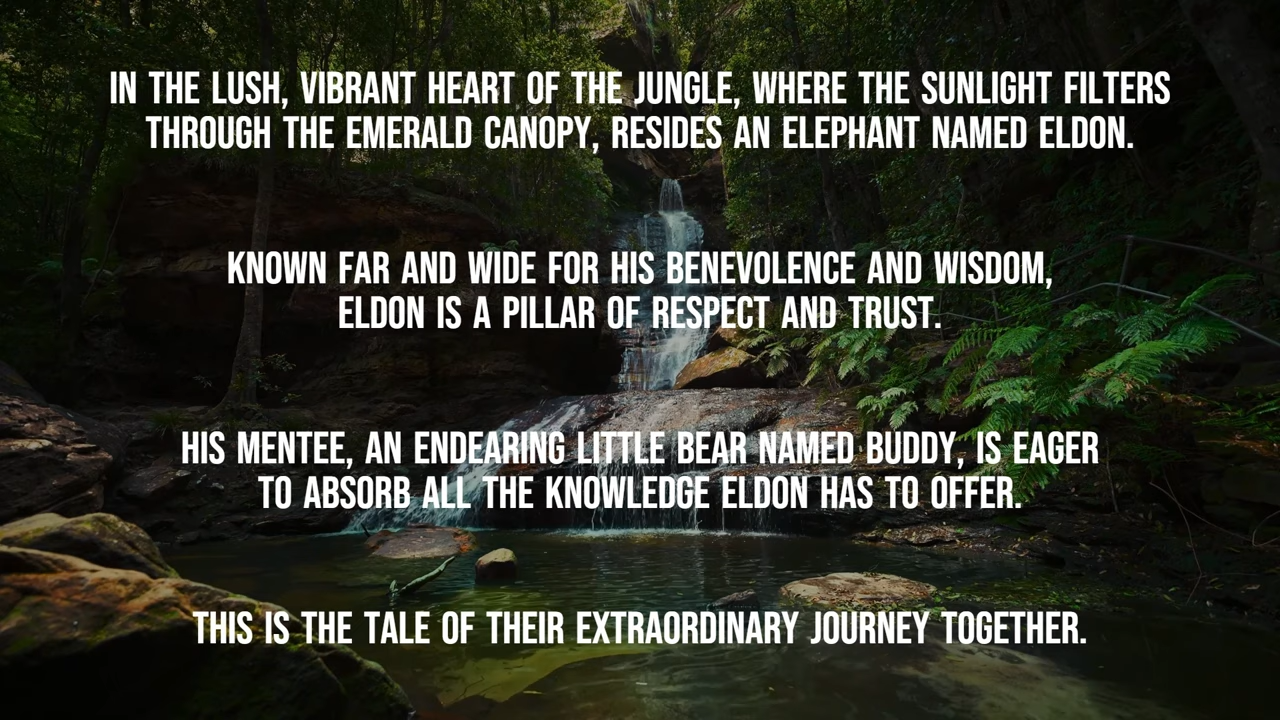 IN THE LUSH, VIBRANT HEART OF THE JUNGLE, WHERE THE SUNLIGHT FILTERS
THROUGH THE EMERALD CANOPY, RESIDES AN ELEPHANT NAMED ELDON.
KNOWN FAR AND WIDE FOR HIS BENEVOLENCE AND WISDOM,
ELDON IS A PILLAR OF RESPECT AND TRUST.
HIS MENTEE, AN ENDEARING LITTLE BEAR NAMED BUDDY, IS EAGER
TO ABSORB ALL THE KNOWLEDGE ELDON HAS TO OFFER.
THIS IS THE TALE OF THEIR EXTRAORDINARY JOURNEY TOGETHER.